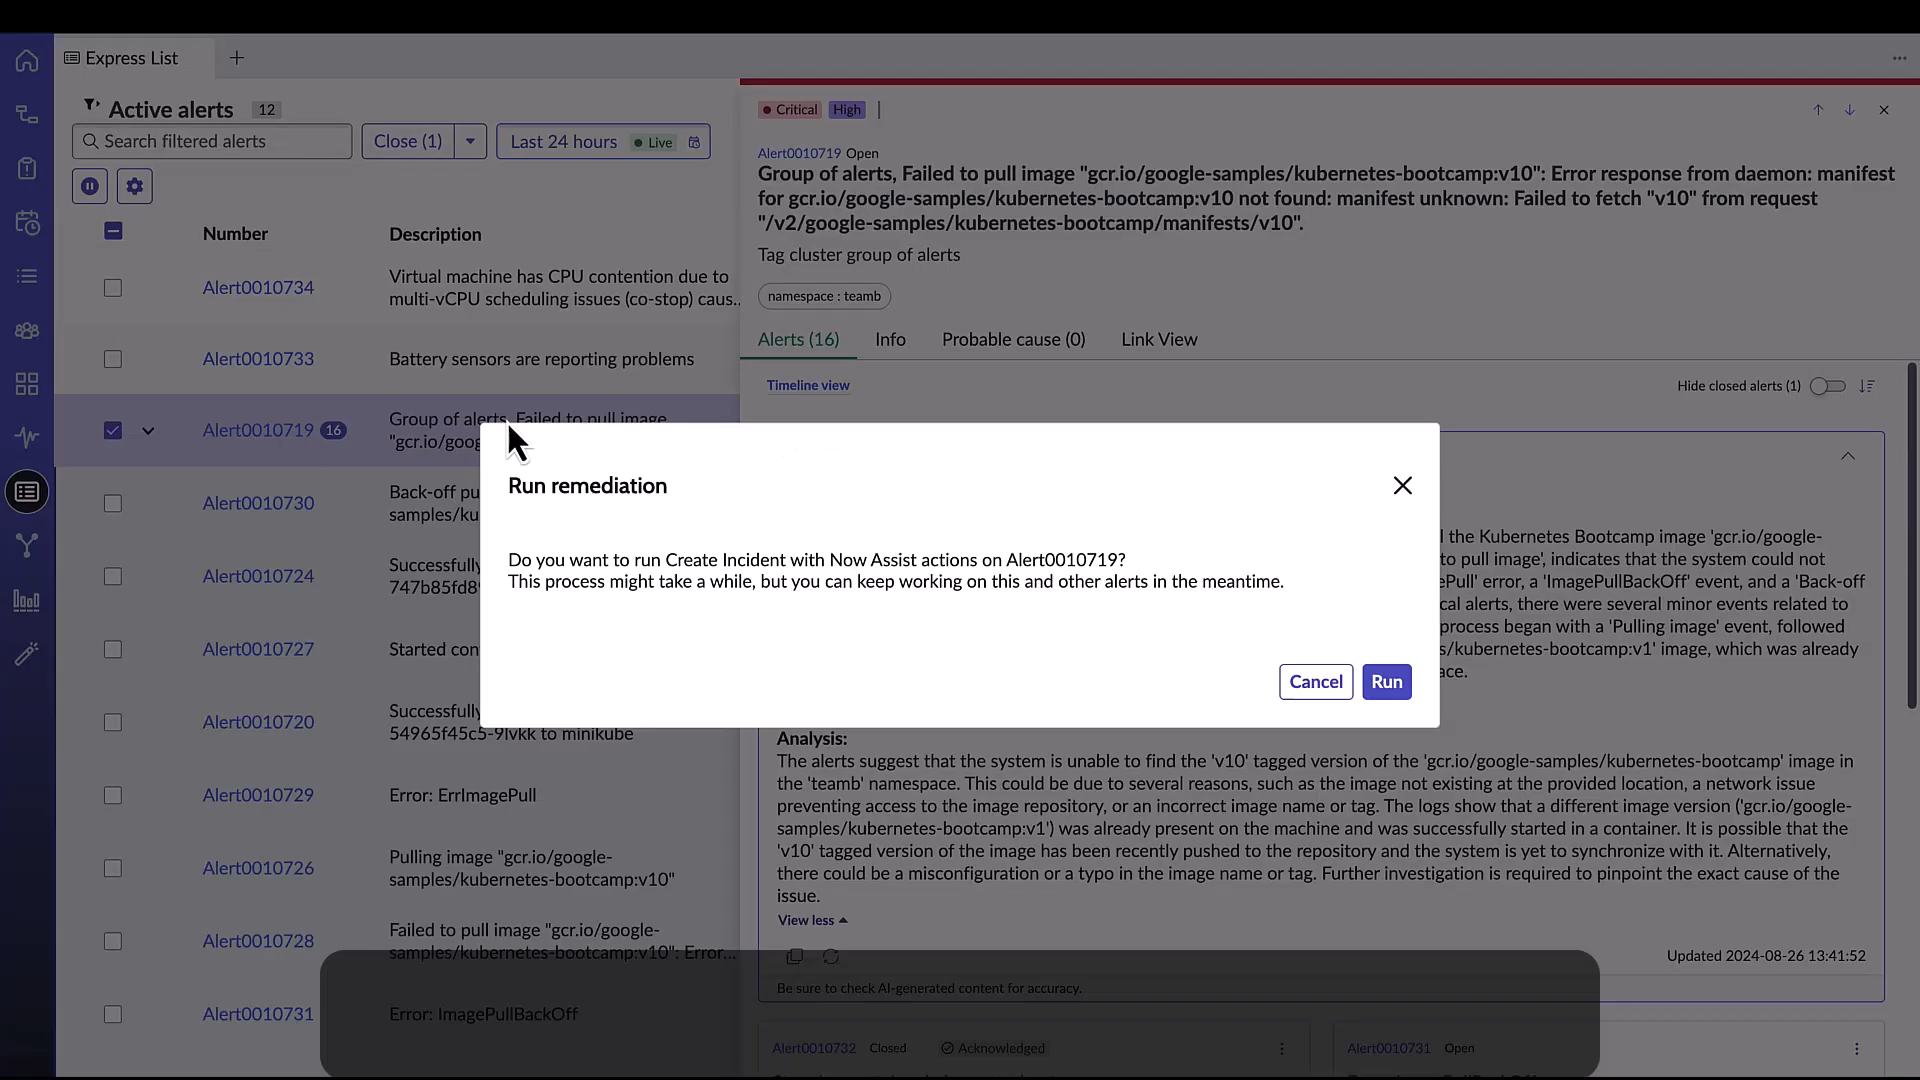 Express List
Active alerts 12
Search filtered alerts
Close (1)
Last 24 hours Live
Number Description
Alert0010734
Virtual machine has CPU contention due to
multi-vCPU scheduling issues (co-stop) caus...
Alert0010733
Battery sensors are reporting problems
Alert0010719 16
Group of alerts, Failed to pull image
"gcr.io/goog
Alert0010730
Back-off pu
samples/ku
Alert0010724
Successfully
747b85fd8
Alert0010727
Started con
Alert0010720
Successfully
54965f45c5-9lvkk to minikube
Alert0010729
Error: ErrImagePull
Alert0010726
Pulling image "gcr.io/google-
samples/kubernetes-bootcamp:v10"
Alert0010728
Failed to pull image "gcr.io/google-
samples/kubernetes-bootcamp:v10": Error...
Alert0010731
Error: ImagePullBackOff
Critical High
Alert0010719 Open
Group of alerts, Failed to pull image "gcr.io/google-samples/kubernetes-bootcamp:v10": Error response from daemon: manifest
for gcr.io/google-samples/kubernetes-bootcamp:v10 not found: manifest unknown: Failed to fetch "v10" from request
"/v2/google-samples/kubernetes-bootcamp/manifests/v10".
Tag cluster group of alerts
namespace : teamb
Alerts (16) Info Probable cause (0) Link View
Timeline view
Hide closed alerts (1)
Run remediation
Do you want to run Create Incident with Now Assist actions on Alert0010719?
This process might take a while, but you can keep working on this and other alerts in the meantime.
Cancel Run
l the Kubernetes Bootcamp image 'gcr.io/google-
to pull image', indicates that the system could not
ePull' error, a 'ImagePullBackOff' event, and a 'Back-off
cal alerts, there were several minor events related to
process began with a 'Pulling image' event, followed
s/kubernetes-bootcamp:v1' image, which was already
ce.
Analysis:
The alerts suggest that the system is unable to find the 'v10' tagged version of the 'gcr.io/google-samples/kubernetes-bootcamp' image in
the 'teamb' namespace. This could be due to several reasons, such as the image not existing at the provided location, a network issue
preventing access to the image repository, or an incorrect image name or tag. The logs show that a different image version ('gcr.io/google-
samples/kubernetes-bootcamp:v1') was already present on the machine and was successfully started in a container. It is possible that the
'v10' tagged version of the image has been recently pushed to the repository and the system is yet to synchronize with it. Alternatively,
there could be a misconfiguration or a typo in the image name or tag. Further investigation is required to pinpoint the exact cause of the
issue.
View less
Updated 2024-08-26 13:41:52
Be sure to check AI-generated content for accuracy.
Alert0010732 Closed Acknowledged
Alert0010731 Open